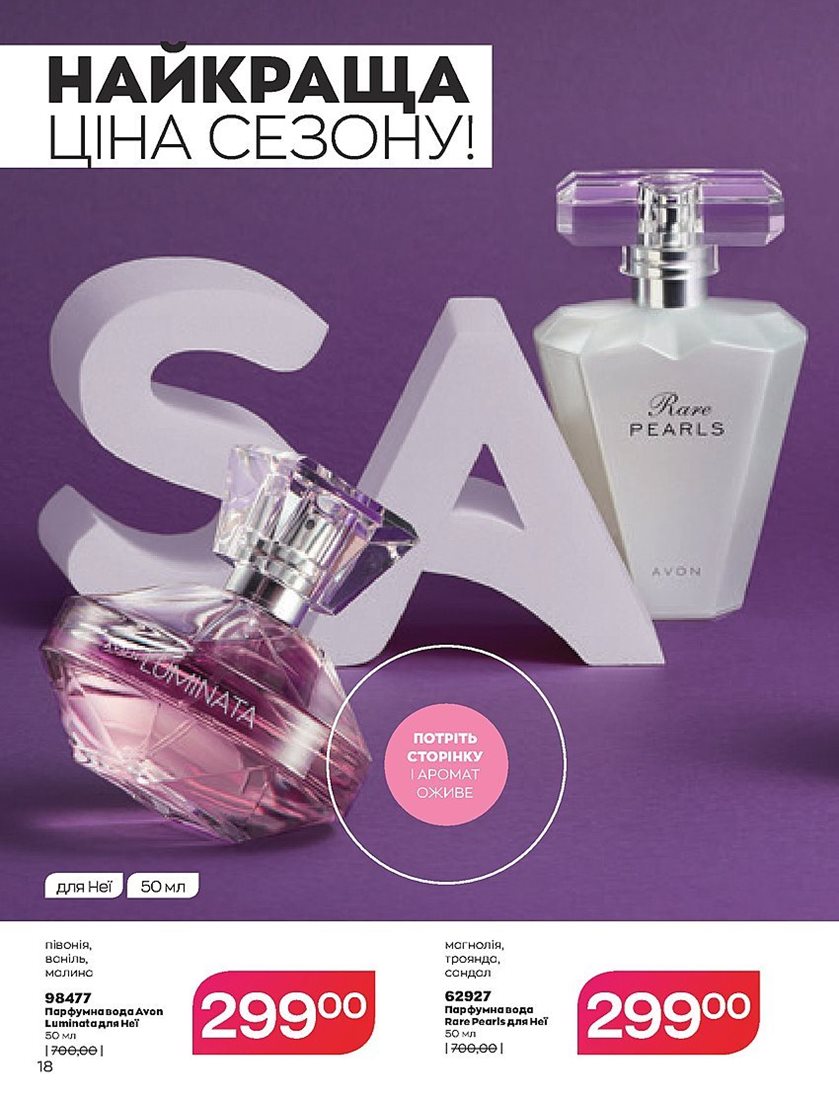 НАЙКРАЩА
ЦІНА СЕЗОНУ!
SA
Rare
PEARLS
AVON
LUMINATA
ПОТРІТЬ
СТОРІНКУ
І АРОМАТ
ОЖИВЕ
для Неї
50 мл
півонія,
ваніль,
малина
98477
Парфумна вода Avon
Luminata для Неї
50 мл
|700,00|
299⁰⁰
магнолія,
троянда,
сандал
62927
Парфумна вода
Rare Pearls для Неї
50 мл
|700,00|
299⁰⁰
18